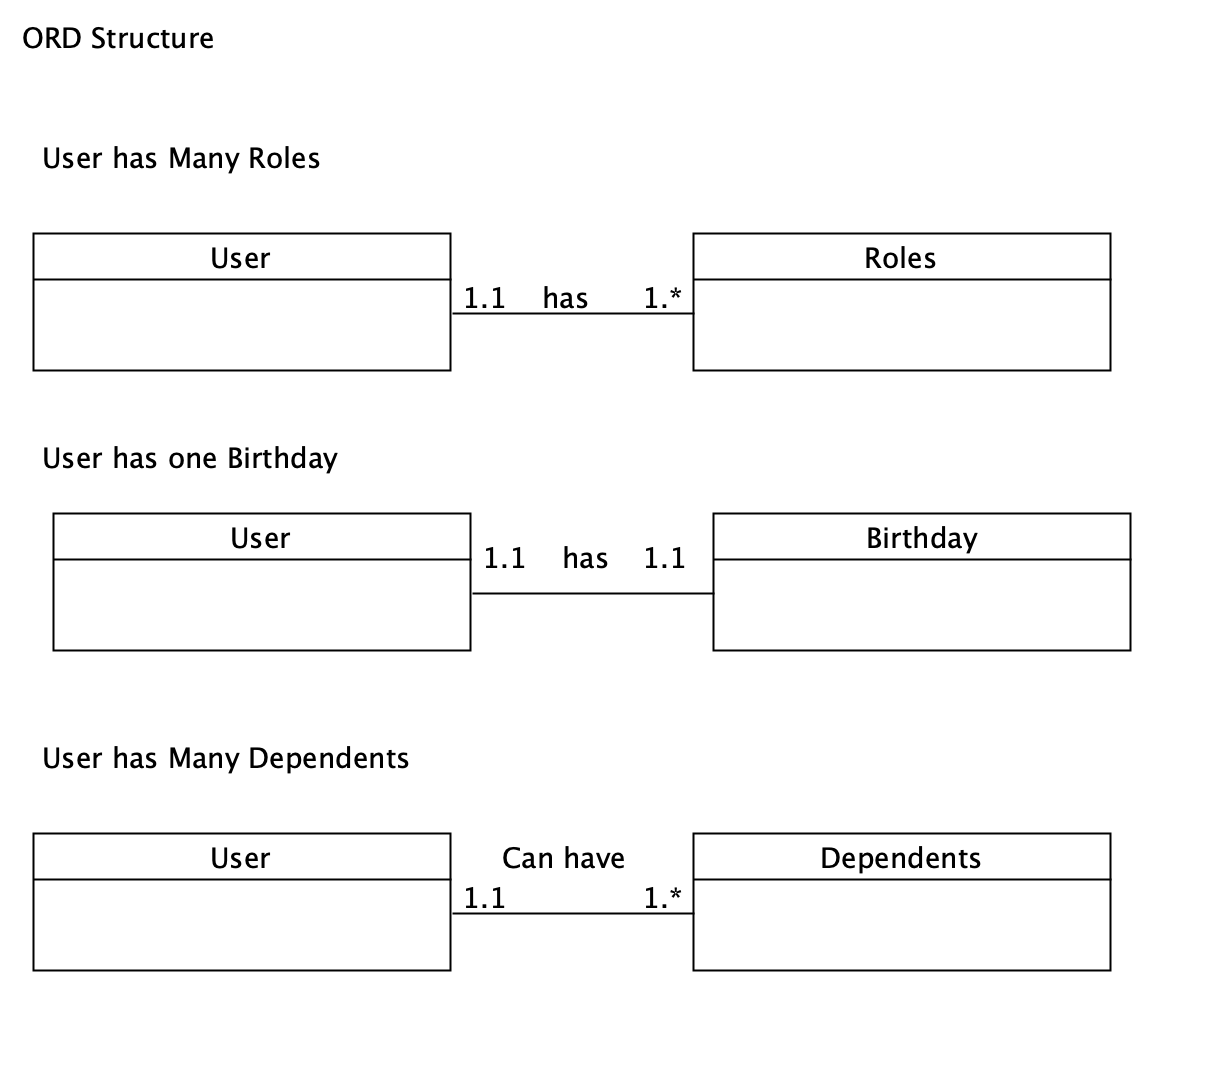 ORD Structure
User has Many Roles
User
Roles
1.1 has 1.*
User has one Birthday
User
Birthday
1.1 has 1.1
User has Many Dependents
User
Can have
Dependents
1.1 1.*